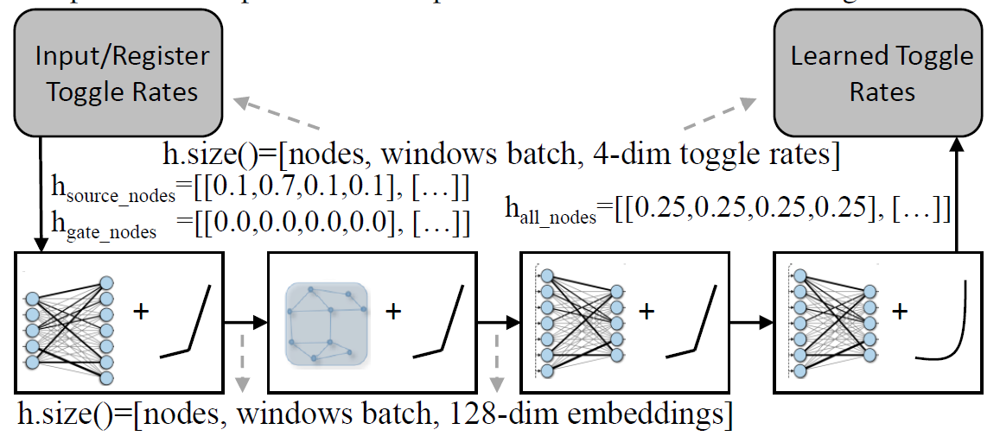 Input/Register
Toggle Rates
Learned Toggle
Rates
h.size()=[nodes, windows batch, 4-dim toggle rates]
hsource_nodes=[[0.1,0.7,0.1,0.1], […]]
hgate_nodes =[[0.0,0.0,0.0,0.0], […]]
hall_nodes=[[0.25,0.25,0.25,0.25], […]]
+
+
+
+
h.size()=[nodes, windows batch, 128-dim embeddings]